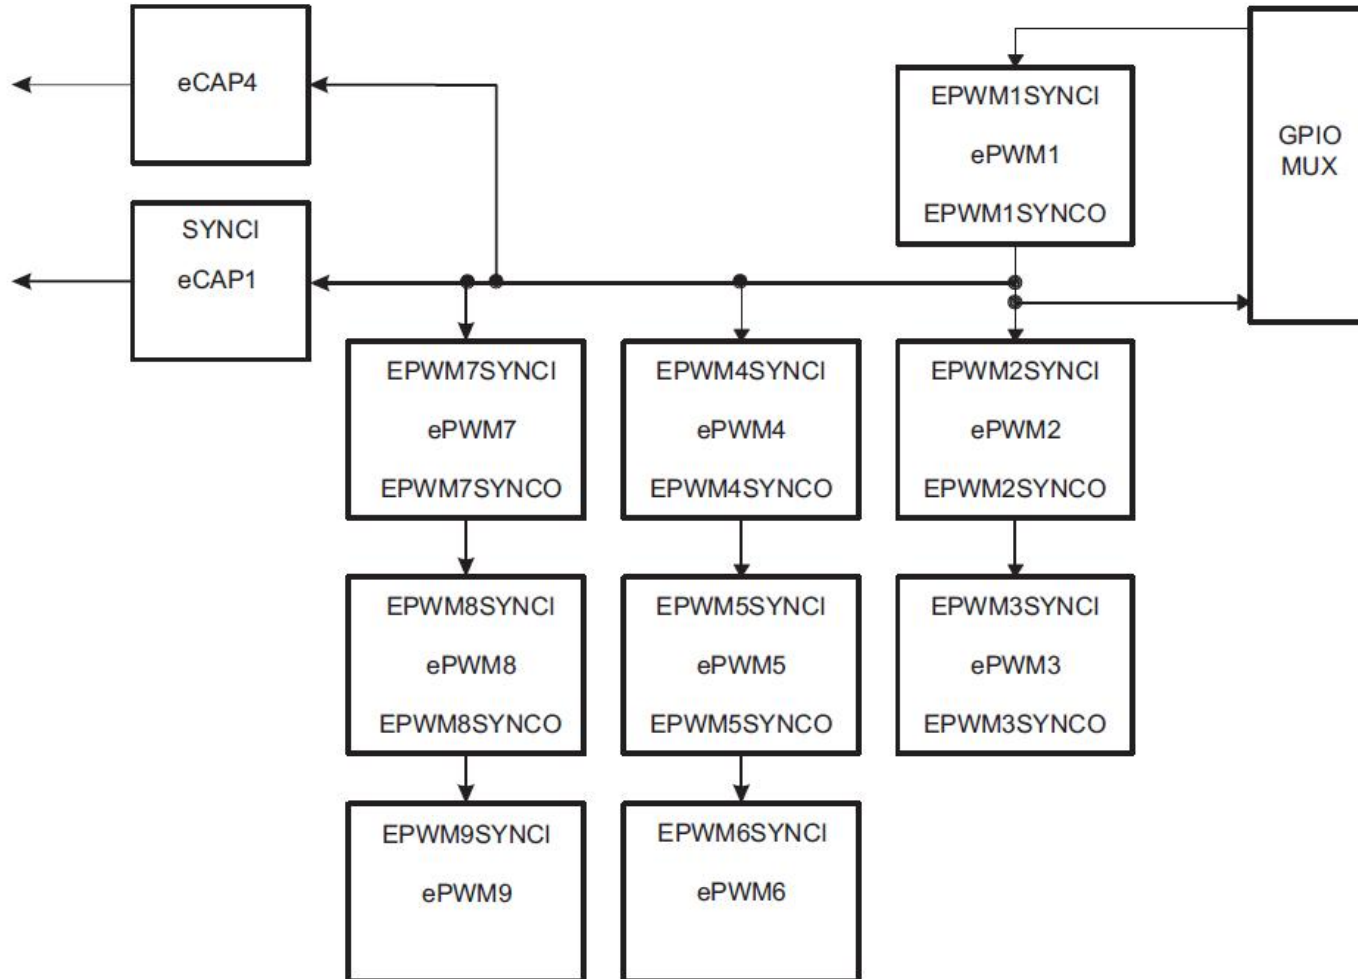 eCAP4
SYNCI
eCAP1
EPWM1SYNCI
ePWM1
EPWM1SYNCO
GPIO
MUX
EPWM7SYNCI
ePWM7
EPWM7SYNCO
EPWM4SYNCI
ePWM4
EPWM4SYNCO
EPWM2SYNCI
ePWM2
EPWM2SYNCO
EPWM8SYNCI
ePWM8
EPWM8SYNCO
EPWM5SYNCI
ePWM5
EPWM5SYNCO
EPWM3SYNCI
ePWM3
EPWM3SYNCO
EPWM9SYNCI
ePWM9
EPWM6SYNCI
ePWM6